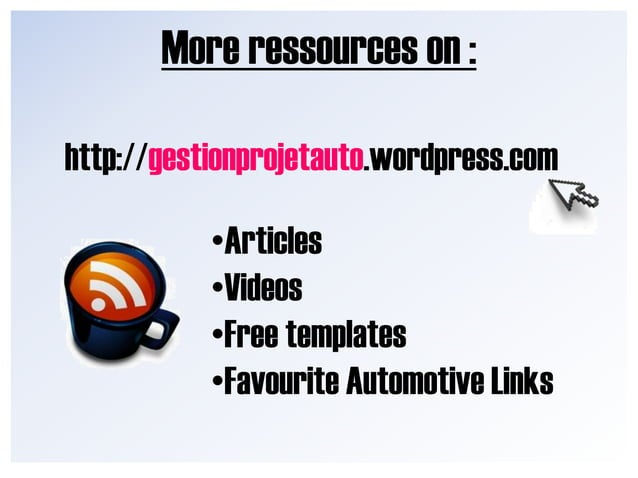 More ressources on :
http://gestionprojetauto.wordpress.com
•Articles
•Videos
•Free templates
•Favourite Automotive Links